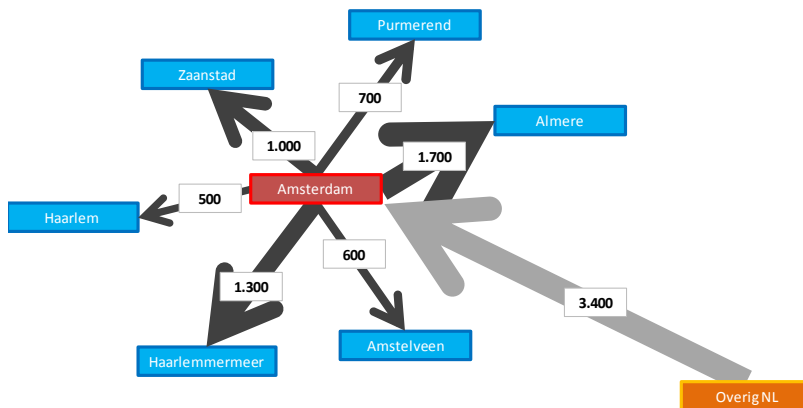 Purmerend
Zaanstad
700
Almere
1.000
1.700
Amsterdam
500
Haarlem
600
1.300
3.400
Amstelveen
Haarlemmermeer
Overig NL